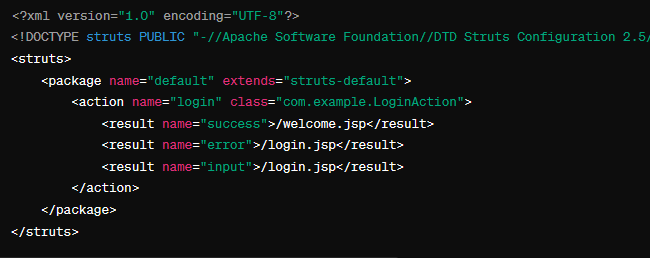 <?xml version="1.0" encoding="UTF-8"?>
<!DOCTYPE struts PUBLIC "-//Apache Software Foundation//DTD Struts Configuration 2.5/
<struts>
    <package name="default" extends="struts-default">
        <action name="login" class="com.example.LoginAction">
            <result name="success">/welcome.jsp</result>
            <result name="error">/login.jsp</result>
            <result name="input">/login.jsp</result>
        </action>
    </package>
</struts>